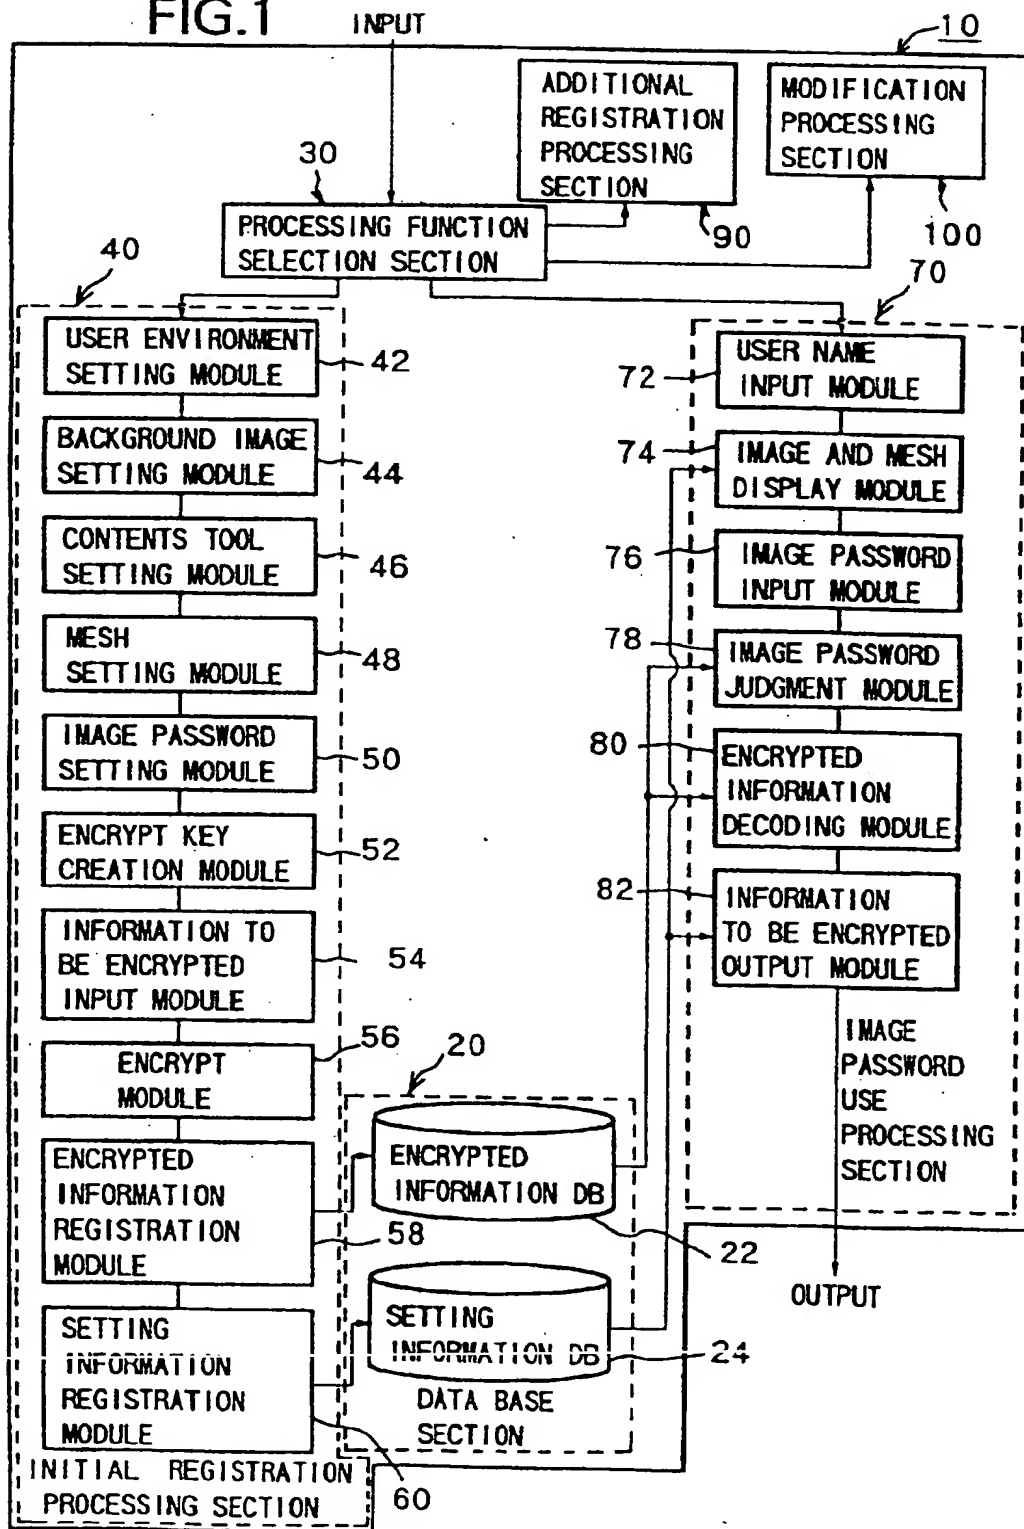 FIG.1
INPUT
10
ADDITIONAL
REGISTRATION
PROCESSING
SECTION
90
MODIFICATION
PROCESSING
SECTION
100
30
PROCESSING FUNCTION
SELECTION SECTION
40
USER ENVIRONMENT
SETTING MODULE
42
BACKGROUND IMAGE
SETTING MODULE
44
CONTENTS TOOL
SETTING MODULE
46
MESH
SETTING MODULE
48
IMAGE PASSWORD
SETTING MODULE
50
ENCRYPT KEY
CREATION MODULE
52
INFORMATION TO
BE ENCRYPTED
INPUT MODULE
54
ENCRYPT
MODULE
56
ENCRYPTED
INFORMATION
REGISTRATION
MODULE
58
SETTING
INFORMATION
REGISTRATION
MODULE
60
INITIAL REGISTRATION
PROCESSING SECTION
20
ENCRYPTED
INFORMATION DB
22
SETTING
INFORMATION DB
24
DATA BASE
SECTION
70
72
USER NAME
INPUT MODULE
74
IMAGE AND MESH
DISPLAY MODULE
76
IMAGE PASSWORD
INPUT MODULE
78
IMAGE PASSWORD
JUDGMENT MODULE
80
ENCRYPTED
INFORMATION
DECODING MODULE
82
INFORMATION
TO BE ENCRYPTED
OUTPUT MODULE
IMAGE
PASSWORD
USE
PROCESSING
SECTION
OUTPUT